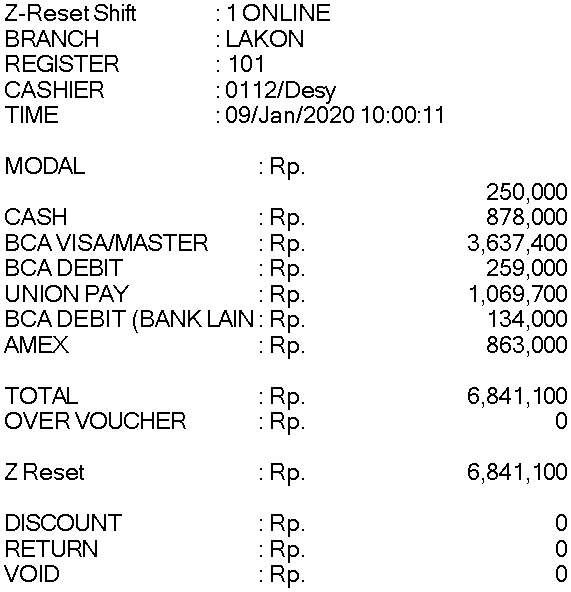 Z-Reset Shift : 1 ONLINE
BRANCH : LAKON
REGISTER : 101
CASHIER : 0112/Desy
TIME : 09/Jan/2020 10:00:11
MODAL : Rp.
250,000
CASH : Rp. 878,000
BCA VISA/MASTER : Rp. 3,637,400
BCA DEBIT : Rp. 259,000
UNION PAY : Rp. 1,069,700
BCA DEBIT (BANK LAIN : Rp. 134,000
AMEX : Rp. 863,000
TOTAL : Rp. 6,841,100
OVER VOUCHER : Rp. 0
Z Reset : Rp. 6,841,100
DISCOUNT : Rp. 0
RETURN : Rp. 0
VOID : Rp. 0